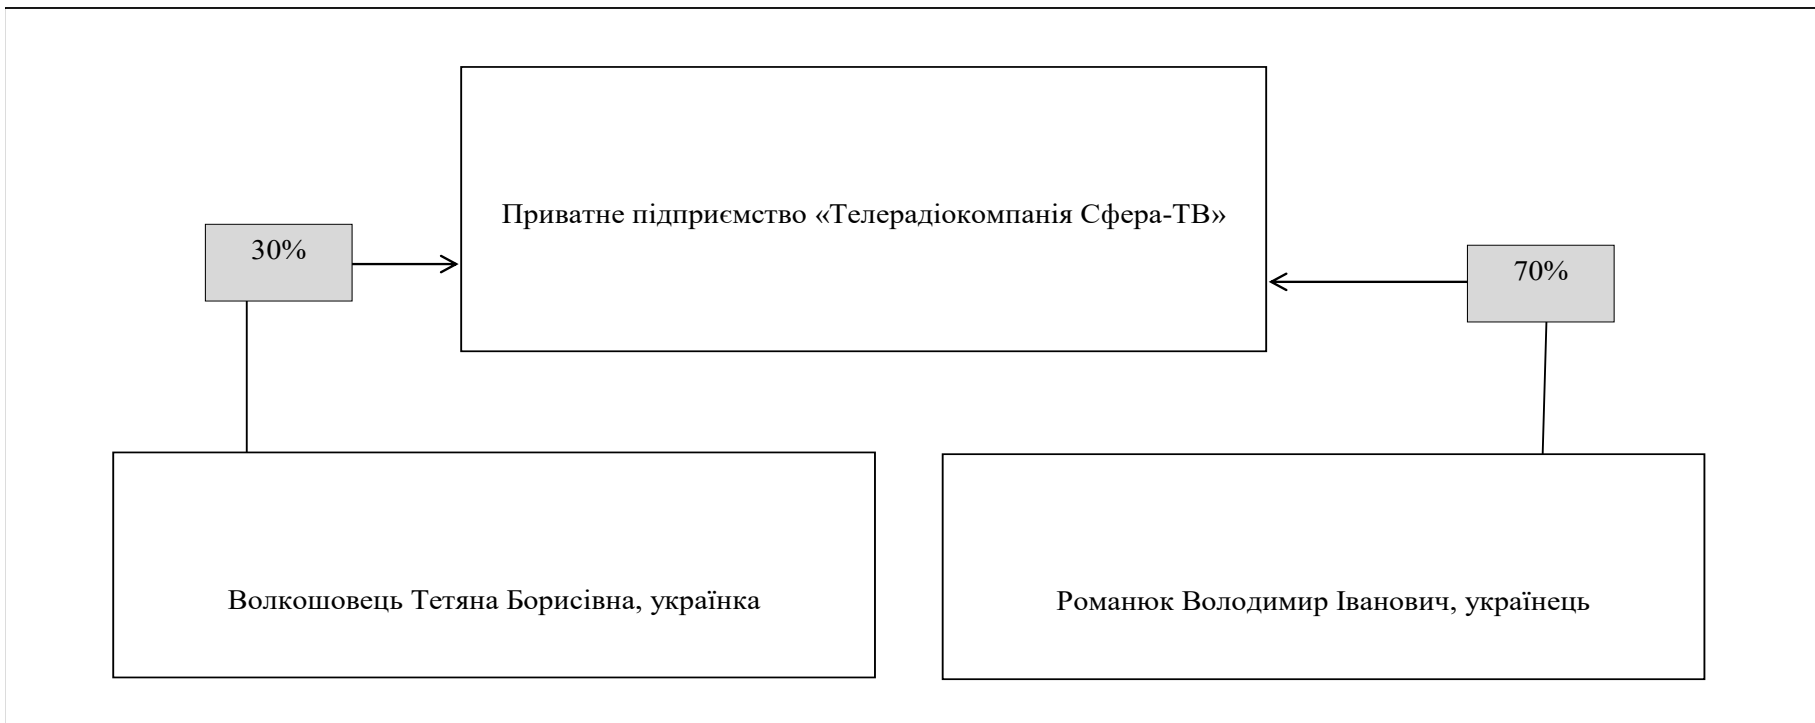 Приватне підприємство «Телерадіокомпанія Сфера-ТВ»
30%
70%
Волкошовець Тетяна Борисівна, українка
Романюк Володимир Іванович, українець